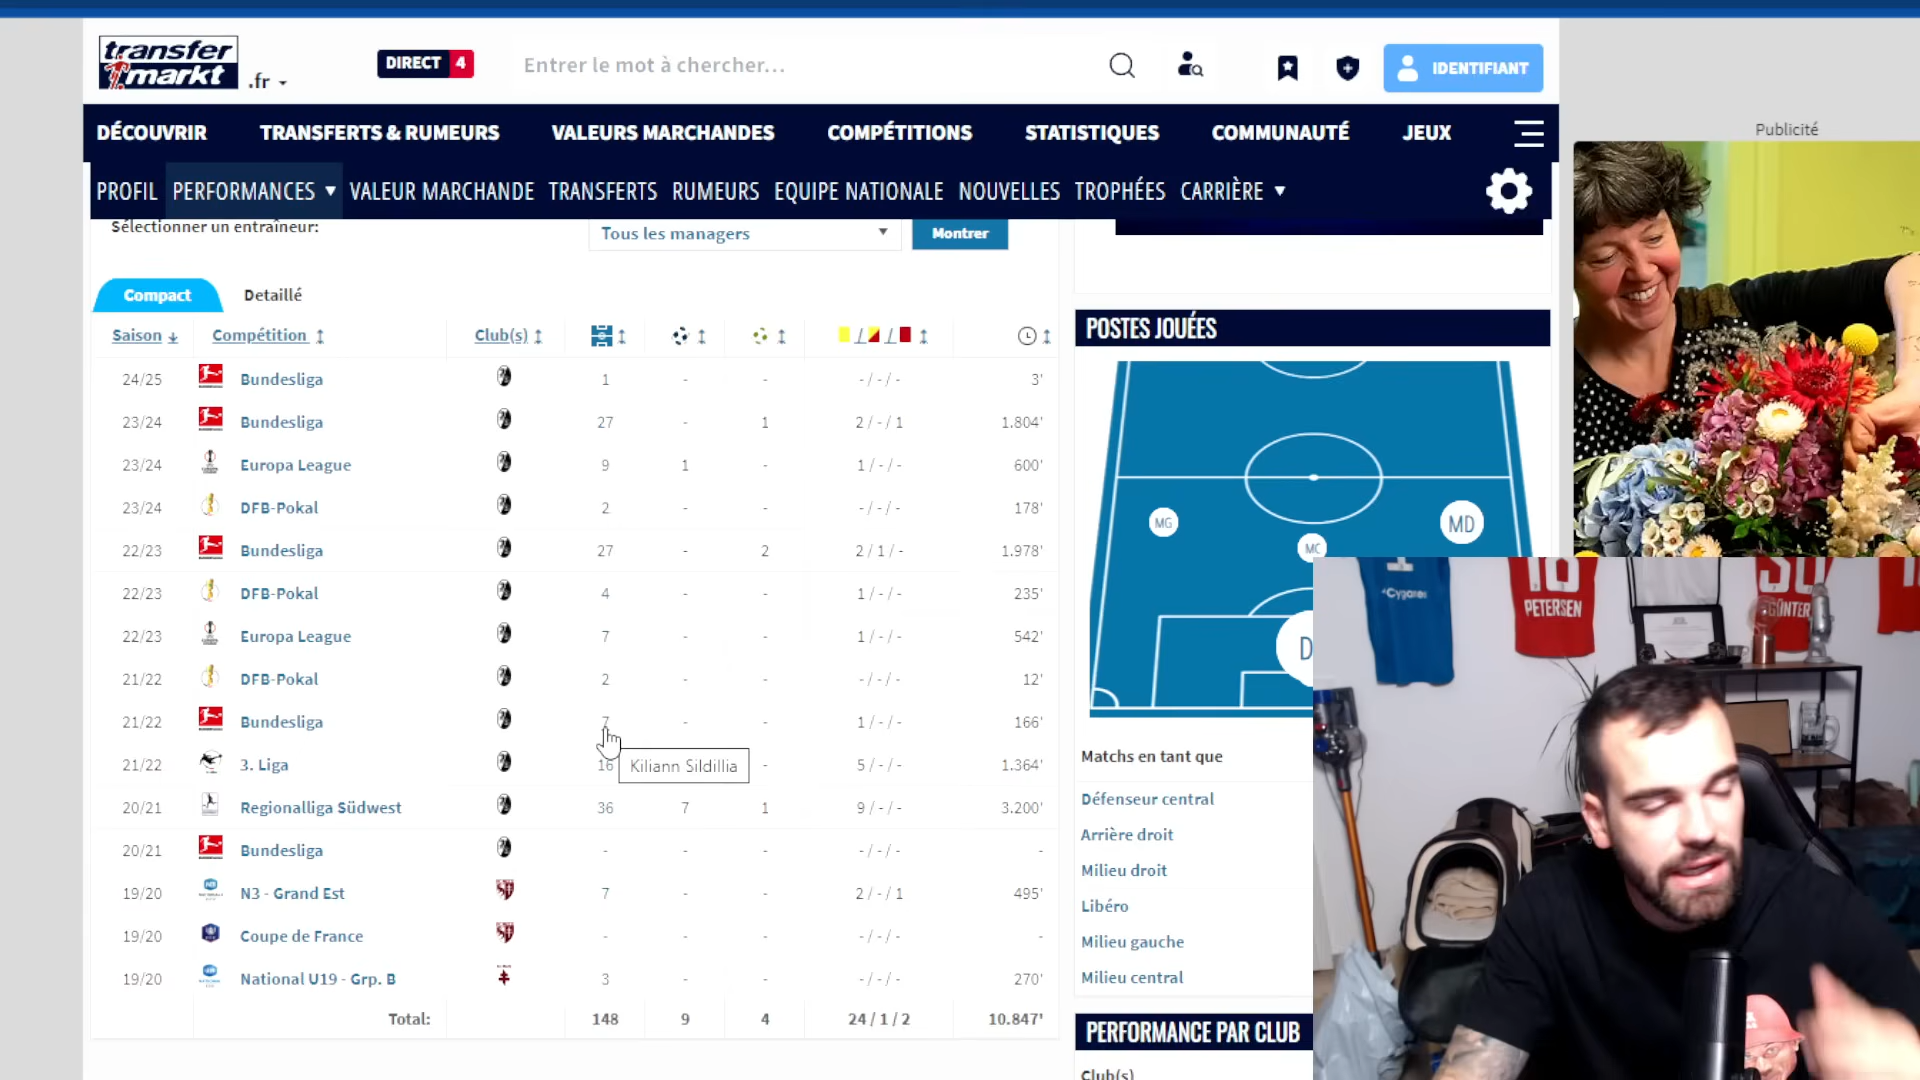 transfer
markt
.fr
DIRECT 4
Entrer le mot à chercher...
IDENTIFIANT
DÉCOUVRIR TRANSFERTS & RUMEURS VALEURS MARCHANDES COMPÉTITIONS STATISTIQUES COMMUNAUTÉ JEUX
Publicité
PROFIL PERFORMANCES VALEUR MARCHANDE TRANSFERTS RUMEURS EQUIPE NATIONALE NOUVELLES TROPHÉES CARRIÈRE
Sélectionner un entraîneur: Tous les managers Montrer
Compact Detaillé
Saison Compétition Club(s)
24/25 Bundesliga 1 - - - / - / - 3'
23/24 Bundesliga 27 - 1 2 / - / 1 1.804'
23/24 Europa League 9 1 - 1 / - / - 600'
23/24 DFB-Pokal 2 - - - / - / - 178'
22/23 Bundesliga 27 - 2 2 / 1 / - 1.978'
22/23 DFB-Pokal 4 - - 1 / - / - 235'
22/23 Europa League 7 - - 1 / - / - 542'
21/22 DFB-Pokal 2 - - - / - / - 12'
21/22 Bundesliga 7 - - 1 / - / - 166'
21/22 3. Liga 16 - 5 / - / - 1.364'
Kiliann Sildillia
20/21 Regionalliga Südwest 36 7 1 9 / - / - 3.200'
20/21 Bundesliga - - - - / - / - -
19/20 N3 - Grand Est 7 - - 2 / - / 1 495'
19/20 Coupe de France - - - - / - / - -
19/20 National U19 - Grp. B 3 - - - / - / - 270'
Total: 148 9 4 24 / 1 / 2 10.847'
POSTES JOUÉES
MG
MD
MC
D
Matchs en tant que
Défenseur central
Arrière droit
Milieu droit
Libéro
Milieu gauche
Milieu central
PERFORMANCE PAR CLUB
Club(s)
1
Cygames
18
PETERSEN
30
GÜNTER